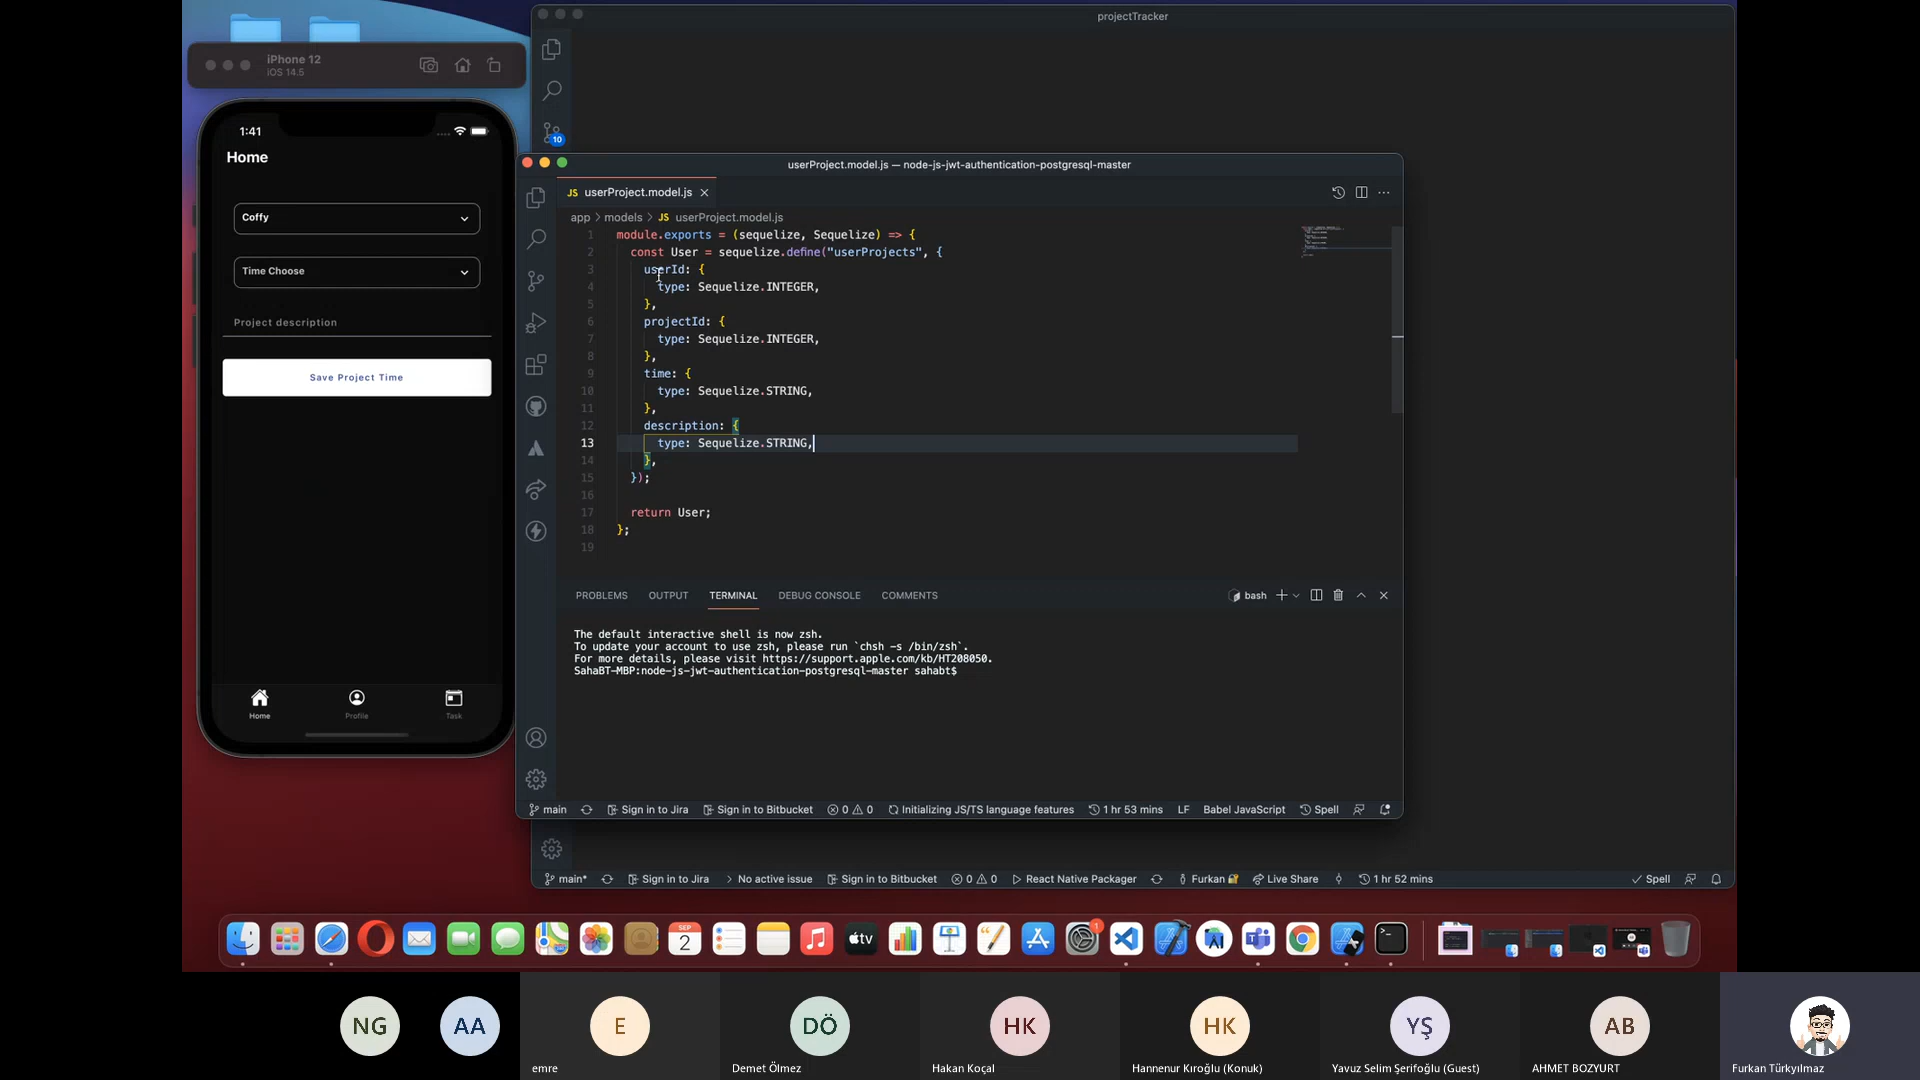 projectTracker
iPhone 12
iOS 14.5
1:41
Home
Coffy
Time Choose
Project description
Save Project Time
Home
Profile
Task
10
userProject.model.js — node-js-jwt-authentication-postgresql-master
JS userProject.model.js
app > models > JS userProject.model.js
1 module.exports = (sequelize, Sequelize) => {
2 const User = sequelize.define("userProjects", {
3 userId: {
4 type: Sequelize.INTEGER,
5 },
6 projectId: {
7 type: Sequelize.INTEGER,
8 },
9 time: {
10 type: Sequelize.STRING,
11 },
12 description: {
13 type: Sequelize.STRING,
14 },
15 });
16
17 return User;
18 };
19
PROBLEMS OUTPUT TERMINAL DEBUG CONSOLE COMMENTS
bash
The default interactive shell is now zsh.
To update your account to use zsh, please run `chsh -s /bin/zsh`.
For more details, please visit https://support.apple.com/kb/HT208050.
SahaBT-MBP:node-js-jwt-authentication-postgresql-master sahabt$
main Sign in to Jira Sign in to Bitbucket 0 0 Initializing JS/TS language features 1 hr 53 mins LF Babel JavaScript Spell
main* Sign in to Jira No active issue Sign in to Bitbucket 0 0 React Native Packager Furkan Live Share 1 hr 52 mins Spell
SEP
2
tv
1
NG
AA
E
DÖ
HK
HK
YŞ
AB
emre
Demet Ölmez
Hakan Koçal
Hannenur Kıroğlu (Konuk)
Yavuz Selim Şerifoğlu (Guest)
AHMET BOZYURT
Furkan Türkyılmaz